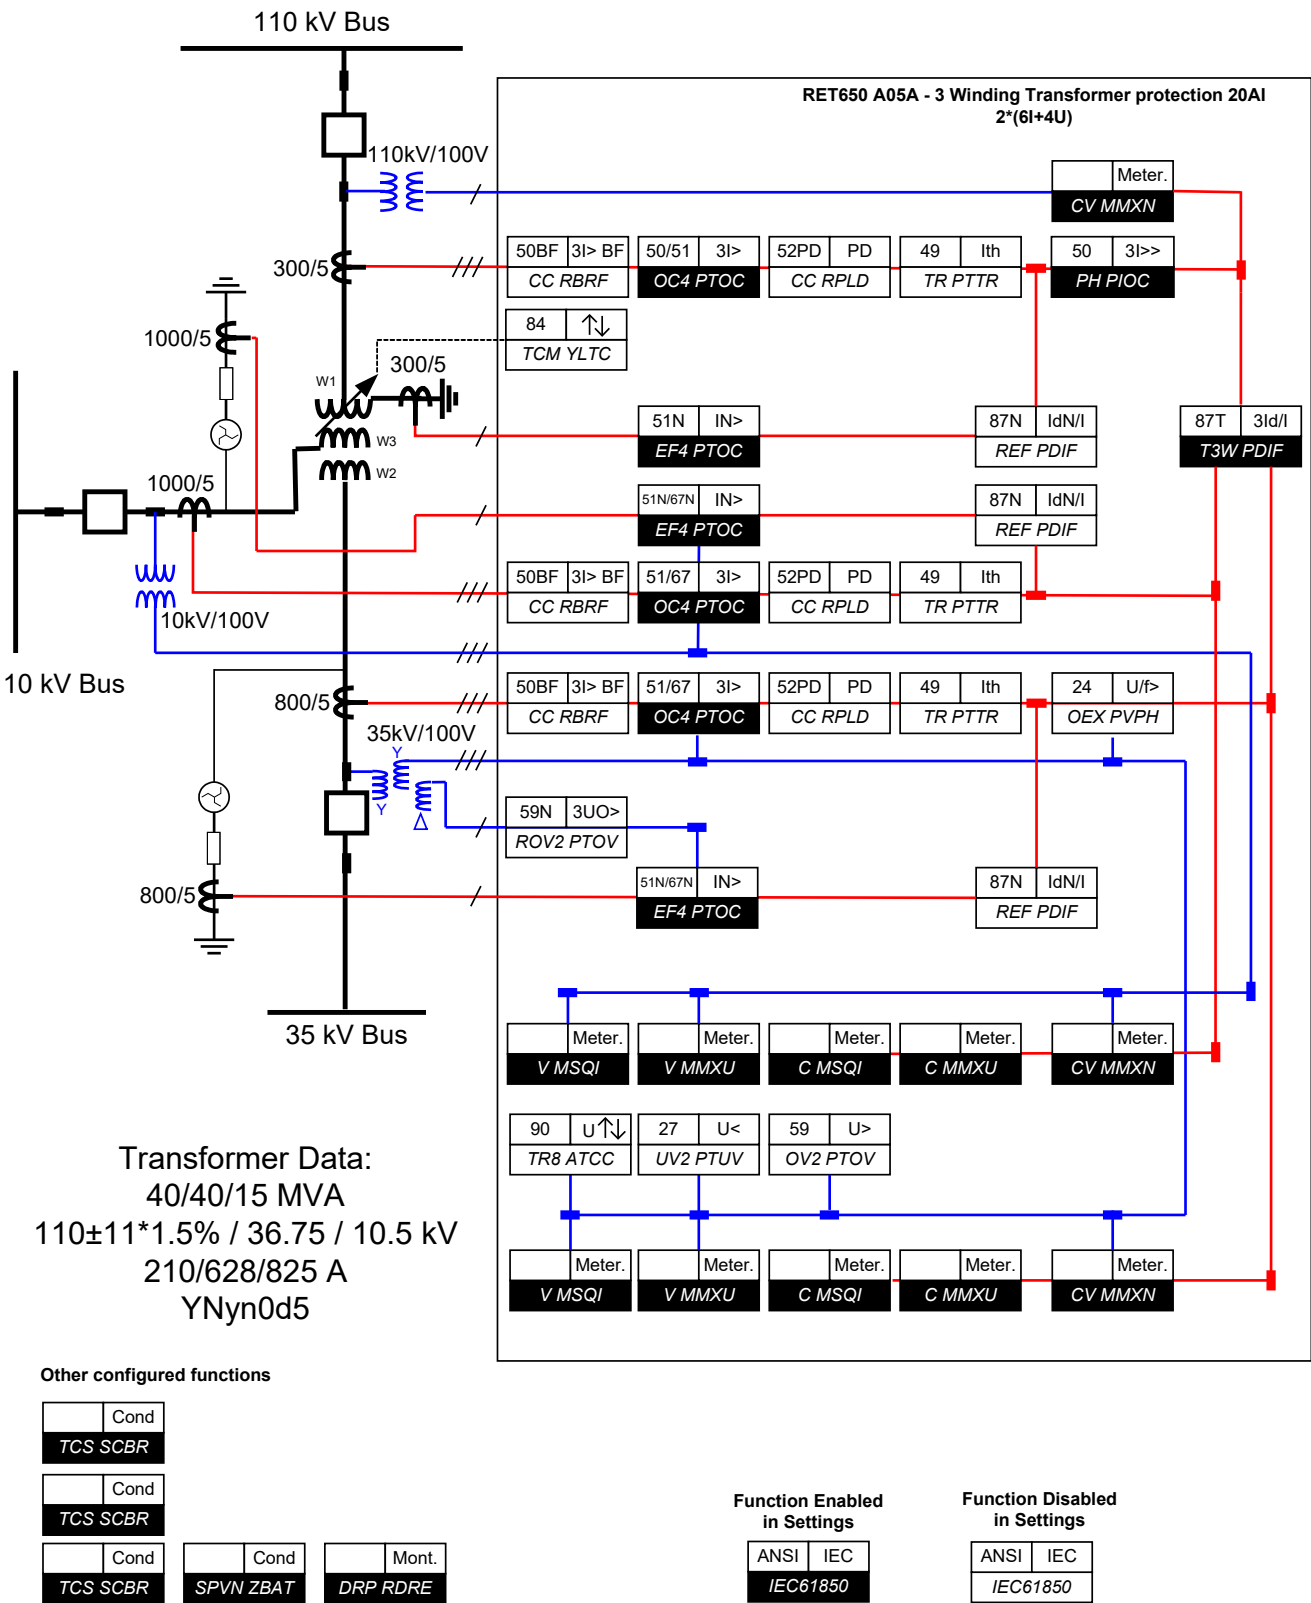 110 kV Bus
RET650 A05A - 3 Winding Transformer protection 20AI
2*(6I+4U)
110kV/100V
Meter.
CV MMXN
300/5
50BF 3I> BF
CC RBRF
50/51 3I>
OC4 PTOC
52PD PD
CC RPLD
49 Ith
TR PTTR
50 3I>>
PH PIOC
1000/5
84 ↑↓
TCM YLTC
300/5
W1
W3
W2
51N IN>
EF4 PTOC
87N IdN/I
REF PDIF
87T 3Id/I
T3W PDIF
1000/5
51N/67N IN>
EF4 PTOC
87N IdN/I
REF PDIF
50BF 3I> BF
CC RBRF
51/67 3I>
OC4 PTOC
52PD PD
CC RPLD
49 Ith
TR PTTR
10kV/100V
10 kV Bus
800/5
50BF 3I> BF
CC RBRF
51/67 3I>
OC4 PTOC
52PD PD
CC RPLD
49 Ith
TR PTTR
24 U/f>
OEX PVPH
35kV/100V
Y
Y
Δ
59N 3UO>
ROV2 PTOV
800/5
51N/67N IN>
EF4 PTOC
87N IdN/I
REF PDIF
35 kV Bus
Meter.
V MSQI
Meter.
V MMXU
Meter.
C MSQI
Meter.
C MMXU
Meter.
CV MMXN
90 U↑↓
TR8 ATCC
27 U<
UV2 PTUV
59 U>
OV2 PTOV
Meter.
V MSQI
Meter.
V MMXU
Meter.
C MSQI
Meter.
C MMXU
Meter.
CV MMXN
Transformer Data:
40/40/15 MVA
110±11*1.5% / 36.75 / 10.5 kV
210/628/825 A
YNyn0d5
Other configured functions
Cond
TCS SCBR
Cond
TCS SCBR
Cond
TCS SCBR
Cond
SPVN ZBAT
Mont.
DRP RDRE
Function Enabled
in Settings
ANSI IEC
IEC61850
Function Disabled
in Settings
ANSI IEC
IEC61850